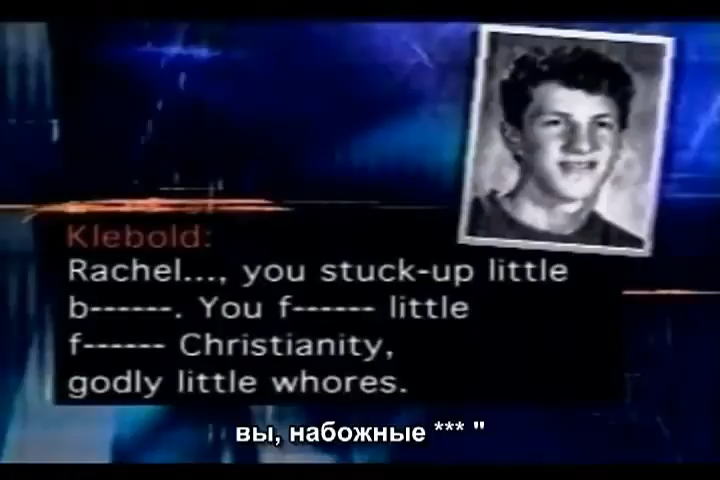 Klebold:
Rachel..., you stuck-up little
b------. You f------ little
f------ Christianity,
godly little whores.
вы, набожные *** "